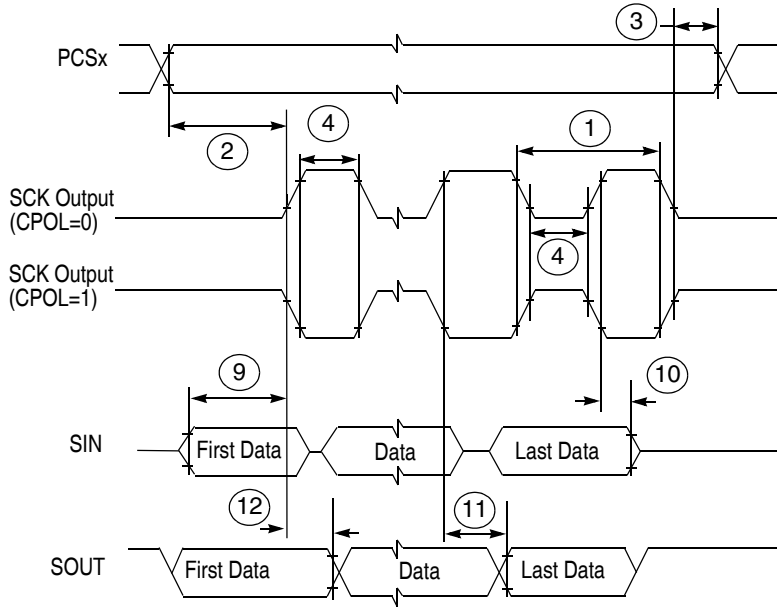 3
PCSx
2
4
1
SCK Output
(CPOL=0)
4
SCK Output
(CPOL=1)
9
10
SIN
First Data
Data
Last Data
12
11
SOUT
First Data
Data
Last Data